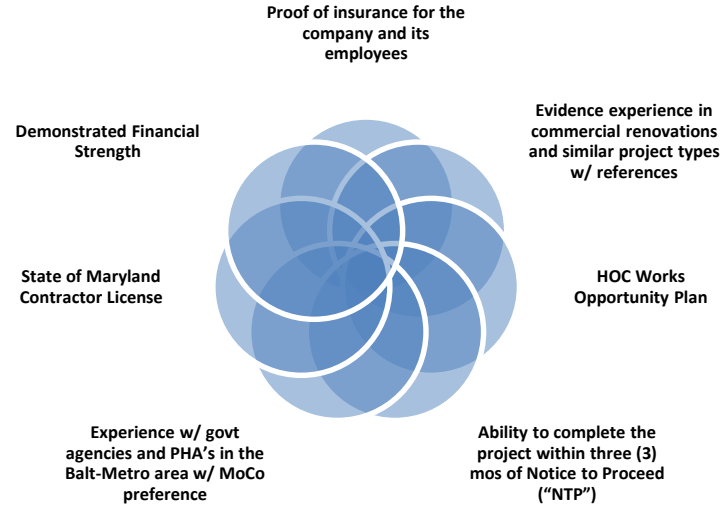 Proof of insurance for the
company and its
employees
Evidence experience in
commercial renovations
and similar project types
w/ references
HOC Works
Opportunity Plan
Ability to complete the
project within three (3)
mos of Notice to Proceed
(“NTP”)
Experience w/ govt
agencies and PHA’s in the
Balt-Metro area w/ MoCo
preference
State of Maryland
Contractor License
Demonstrated Financial
Strength